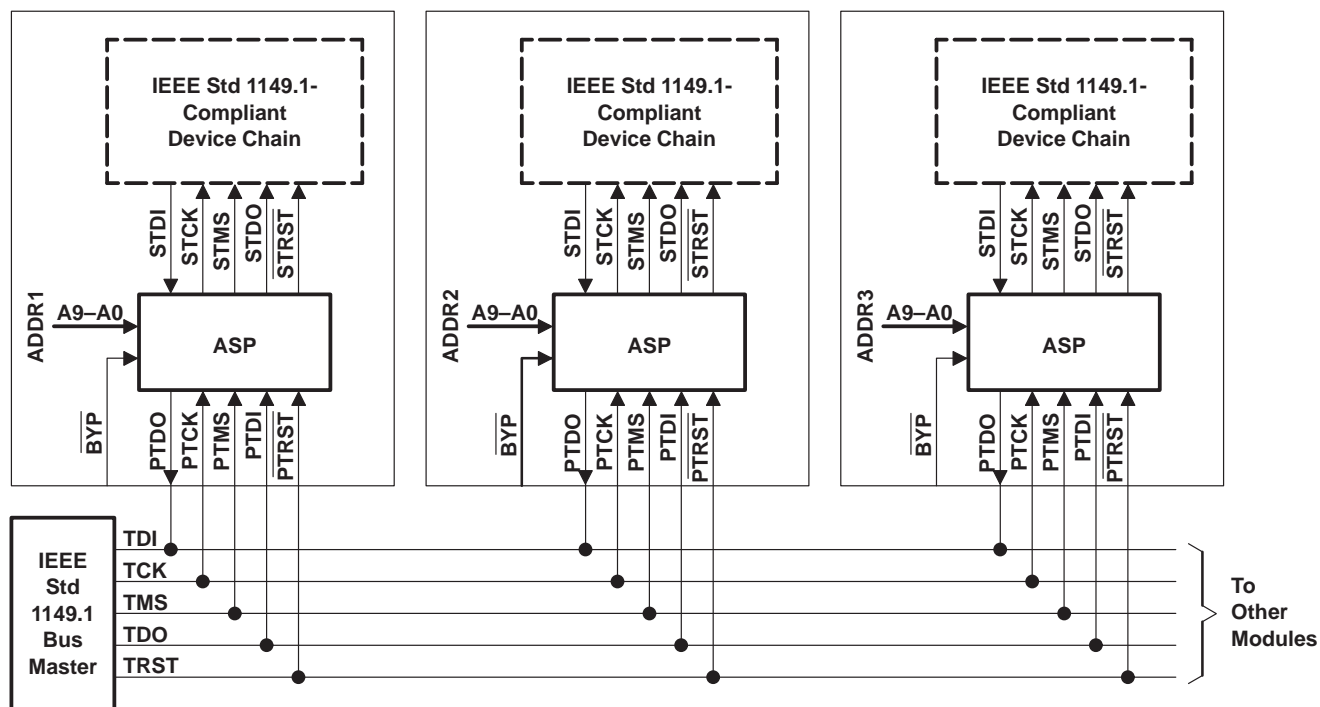 IEEE Std 1149.1-
Compliant
Device Chain
STDI
STCK
STMS
STDO
STRST
ADDR1
A9–A0
ASP
BYP
PTDO
PTCK
PTMS
PTDI
PTRST
IEEE Std 1149.1-
Compliant
Device Chain
STDI
STCK
STMS
STDO
STRST
ADDR2
A9–A0
ASP
BYP
PTDO
PTCK
PTMS
PTDI
PTRST
IEEE Std 1149.1-
Compliant
Device Chain
STDI
STCK
STMS
STDO
STRST
ADDR3
A9–A0
ASP
BYP
PTDO
PTCK
PTMS
PTDI
PTRST
IEEE
Std
1149.1
Bus
Master
TDI
TCK
TMS
TDO
TRST
To
Other
Modules